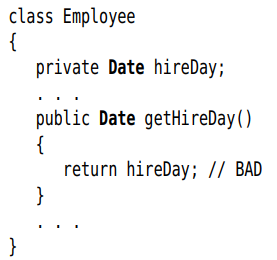 class Employee
{
private Date hireDay;
. . .
public Date getHireDay()
{
return hireDay; // BAD
}
. . .
}